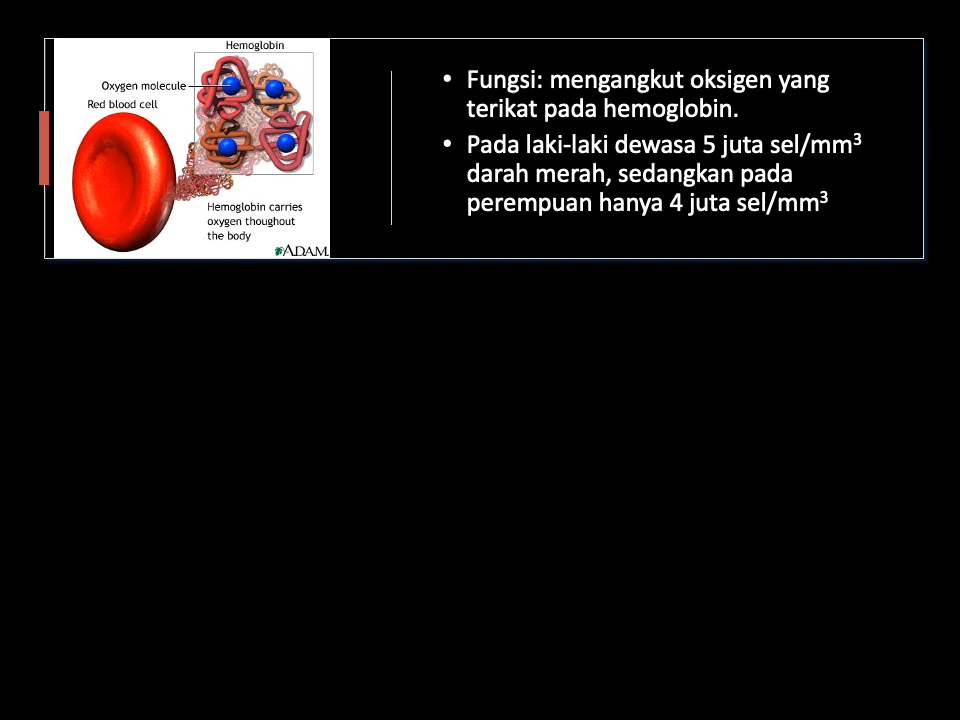 Hemoglobin
Oxygen molecule
Red blood cell
Hemoglobin carries
oxygen thoughout
the body
ADAM.
• Fungsi: mengangkut oksigen yang
terikat pada hemoglobin.
• Pada laki-laki dewasa 5 juta sel/mm³
darah merah, sedangkan pada
perempuan hanya 4 juta sel/mm³